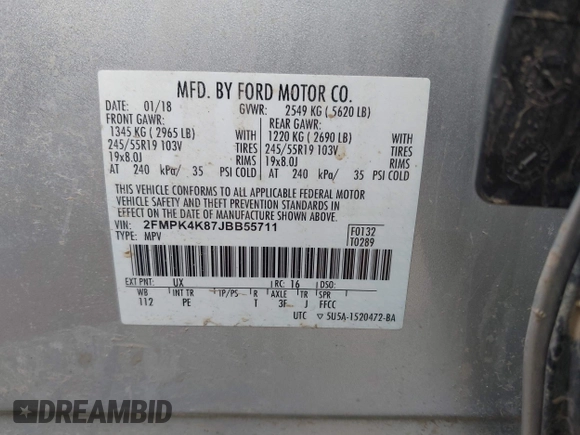 MFD. BY FORD MOTOR CO.
DATE: 01/18 GVWR: 2549 KG ( 5620 LB)
FRONT GAWR: REAR GAWR:
1345 KG ( 2965 LB) WITH 1220 KG ( 2690 LB) WITH
245/55R19 103V TIRES 245/55R19 103V TIRES
19x8.0J RIMS 19x8.0J RIMS
AT 240 kPa/ 35 PSI COLD AT 240 kPa/ 35 PSI COLD
THIS VEHICLE CONFORMS TO ALL APPLICABLE FEDERAL MOTOR
VEHICLE SAFETY AND THEFT PREVENTION STANDARDS IN
EFFECT ON THE DATE OF MANUFACTURE SHOWN ABOVE.
VIN: 2FMPK4K87JBB55711 F0132
TYPE: MPV T0289
EXT PNT: UX RC: 16 DSO:
WB INT TR TP/PS R AXLE TR SPR
112 PE T 3F J FFCC
UTC ▽ 5U5A-1520472-BA
DREAMBID